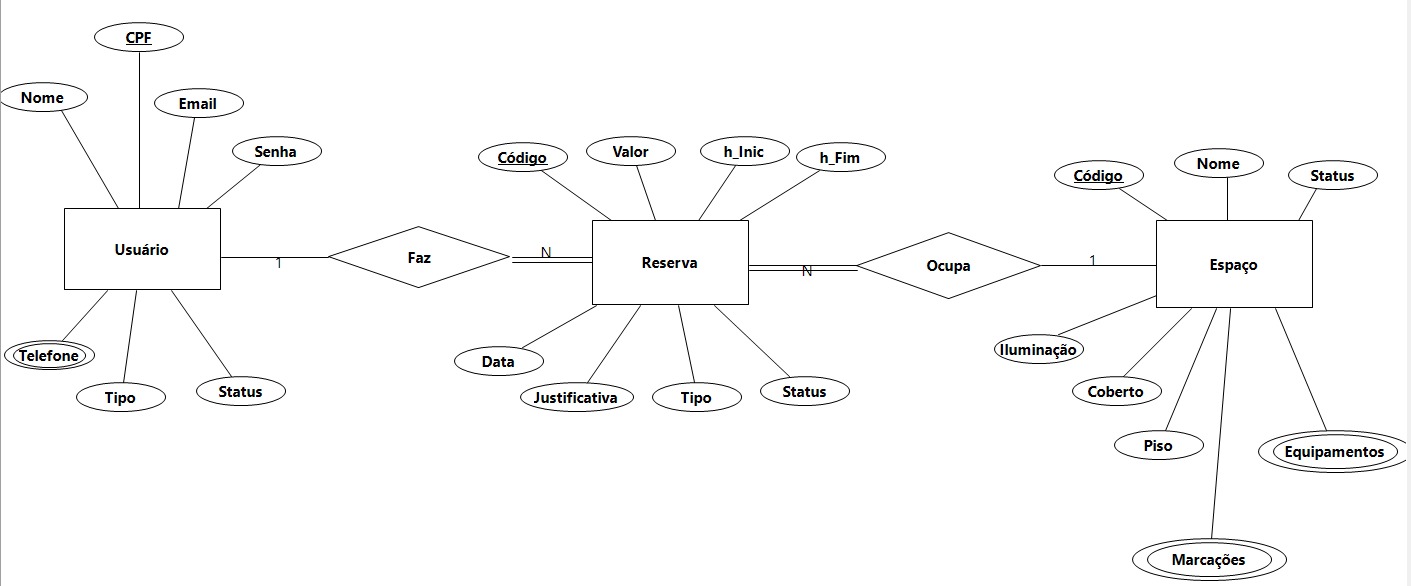 CPF
Nome
Email
Senha
Usuário
Telefone
Tipo
Status
1
Faz
N
Código
Valor
h_Inic
h_Fim
Reserva
Data
Justificativa
Tipo
Status
N
Ocupa
1
Código
Nome
Status
Espaço
Iluminação
Coberto
Piso
Equipamentos
Marcações